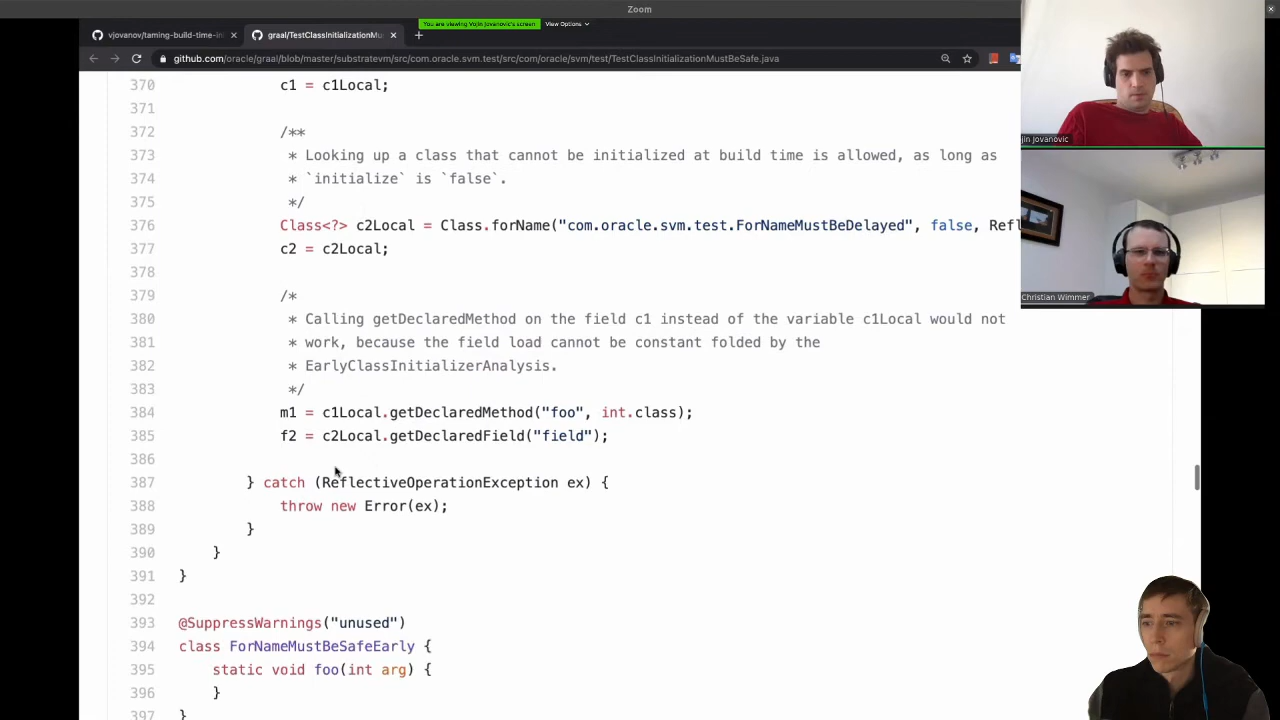 Zoom
You are viewing Vojin Jovanovic's screen
View Options
vjovanov/taming-build-time-in
graal/TestClassInitializationMu
github.com/oracle/graal/blob/master/substratevm/src/com.oracle.svm.test/src/com/oracle/svm/test/TestClassInitializationMustBeSafe.java
370 c1 = c1Local;
371
372 /**
373 * Looking up a class that cannot be initialized at build time is allowed, as long as
374 * `initialize` is `false`.
375 */
376 Class<?> c2Local = Class.forName("com.oracle.svm.test.ForNameMustBeDelayed", false, Refl
377 c2 = c2Local;
378
379 /*
380 * Calling getDeclaredMethod on the field c1 instead of the variable c1Local would not
381 * work, because the field load cannot be constant folded by the
382 * EarlyClassInitializerAnalysis.
383 */
384 m1 = c1Local.getDeclaredMethod("foo", int.class);
385 f2 = c2Local.getDeclaredField("field");
386
387 } catch (ReflectiveOperationException ex) {
388 throw new Error(ex);
389 }
390 }
391 }
392
393 @SuppressWarnings("unused")
394 class ForNameMustBeSafeEarly {
395 static void foo(int arg) {
396 }
397 }
jin Jovanovic
Christian Wimmer